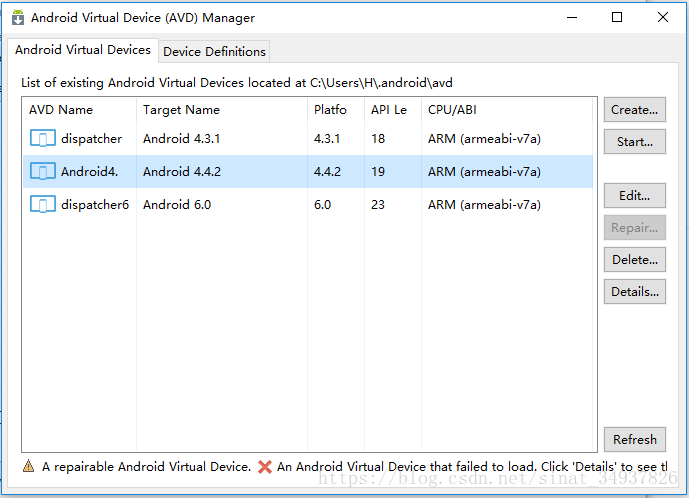 Android Virtual Device (AVD) Manager
Android Virtual Devices Device Definitions
List of existing Android Virtual Devices located at C:\Users\H\.android\avd
AVD Name Target Name Platfo API Le CPU/ABI
dispatcher Android 4.3.1 4.3.1 18 ARM (armeabi-v7a)
Android4. Android 4.4.2 4.4.2 19 ARM (armeabi-v7a)
dispatcher6 Android 6.0 6.0 23 ARM (armeabi-v7a)
Create...
Start...
Edit...
Repair...
Delete...
Details...
Refresh
A repairable Android Virtual Device. An Android Virtual Device that failed to load. Click 'Details' to see tl
https://blog.csdn.net/sinat_34937826